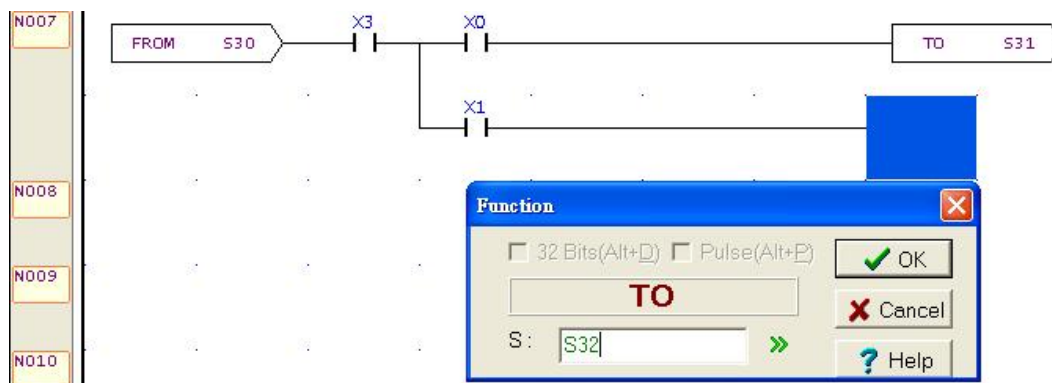 N007
X3 X0
FROM S30 TO S31
X1
N008
Function
32 Bits(Alt+D) Pulse(Alt+P) OK
N009
TO
Cancel
S: S32
N010
Help